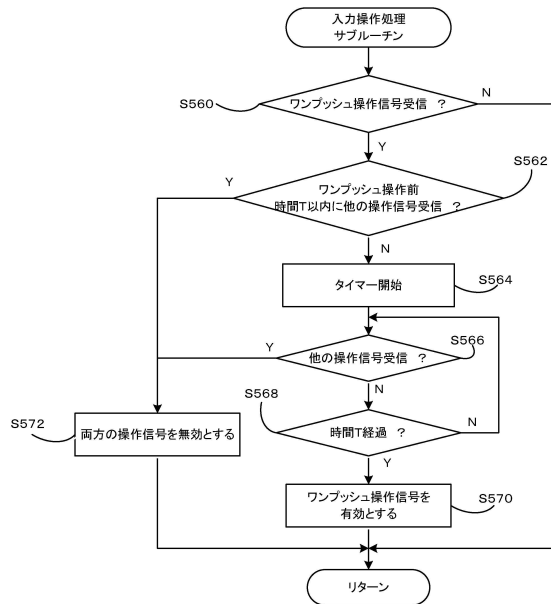 入力操作処理
サブルーチン
S560
ワンプッシュ操作信号受信 ?
N
Y
S562
Y
ワンプッシュ操作前
時間T以内に他の操作信号受信 ?
N
タイマー開始
S564
Y
他の操作信号受信 ?
S566
N
S568
時間T経過 ?
N
Y
S572
両方の操作信号を無効とする
ワンプッシュ操作信号を
有効とする
S570
リターン